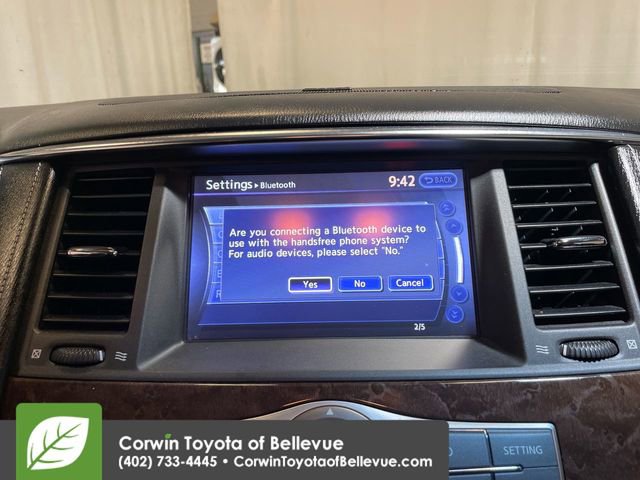 Settings ▸ Bluetooth
9:42
BACK
Are you connecting a Bluetooth device to
use with the handsfree phone system?
For audio devices, please select "No."
Yes
No
Cancel
2/5
SETTING
Corwin Toyota of Bellevue
(402) 733-4445 • CorwinToyotaofBellevue.com